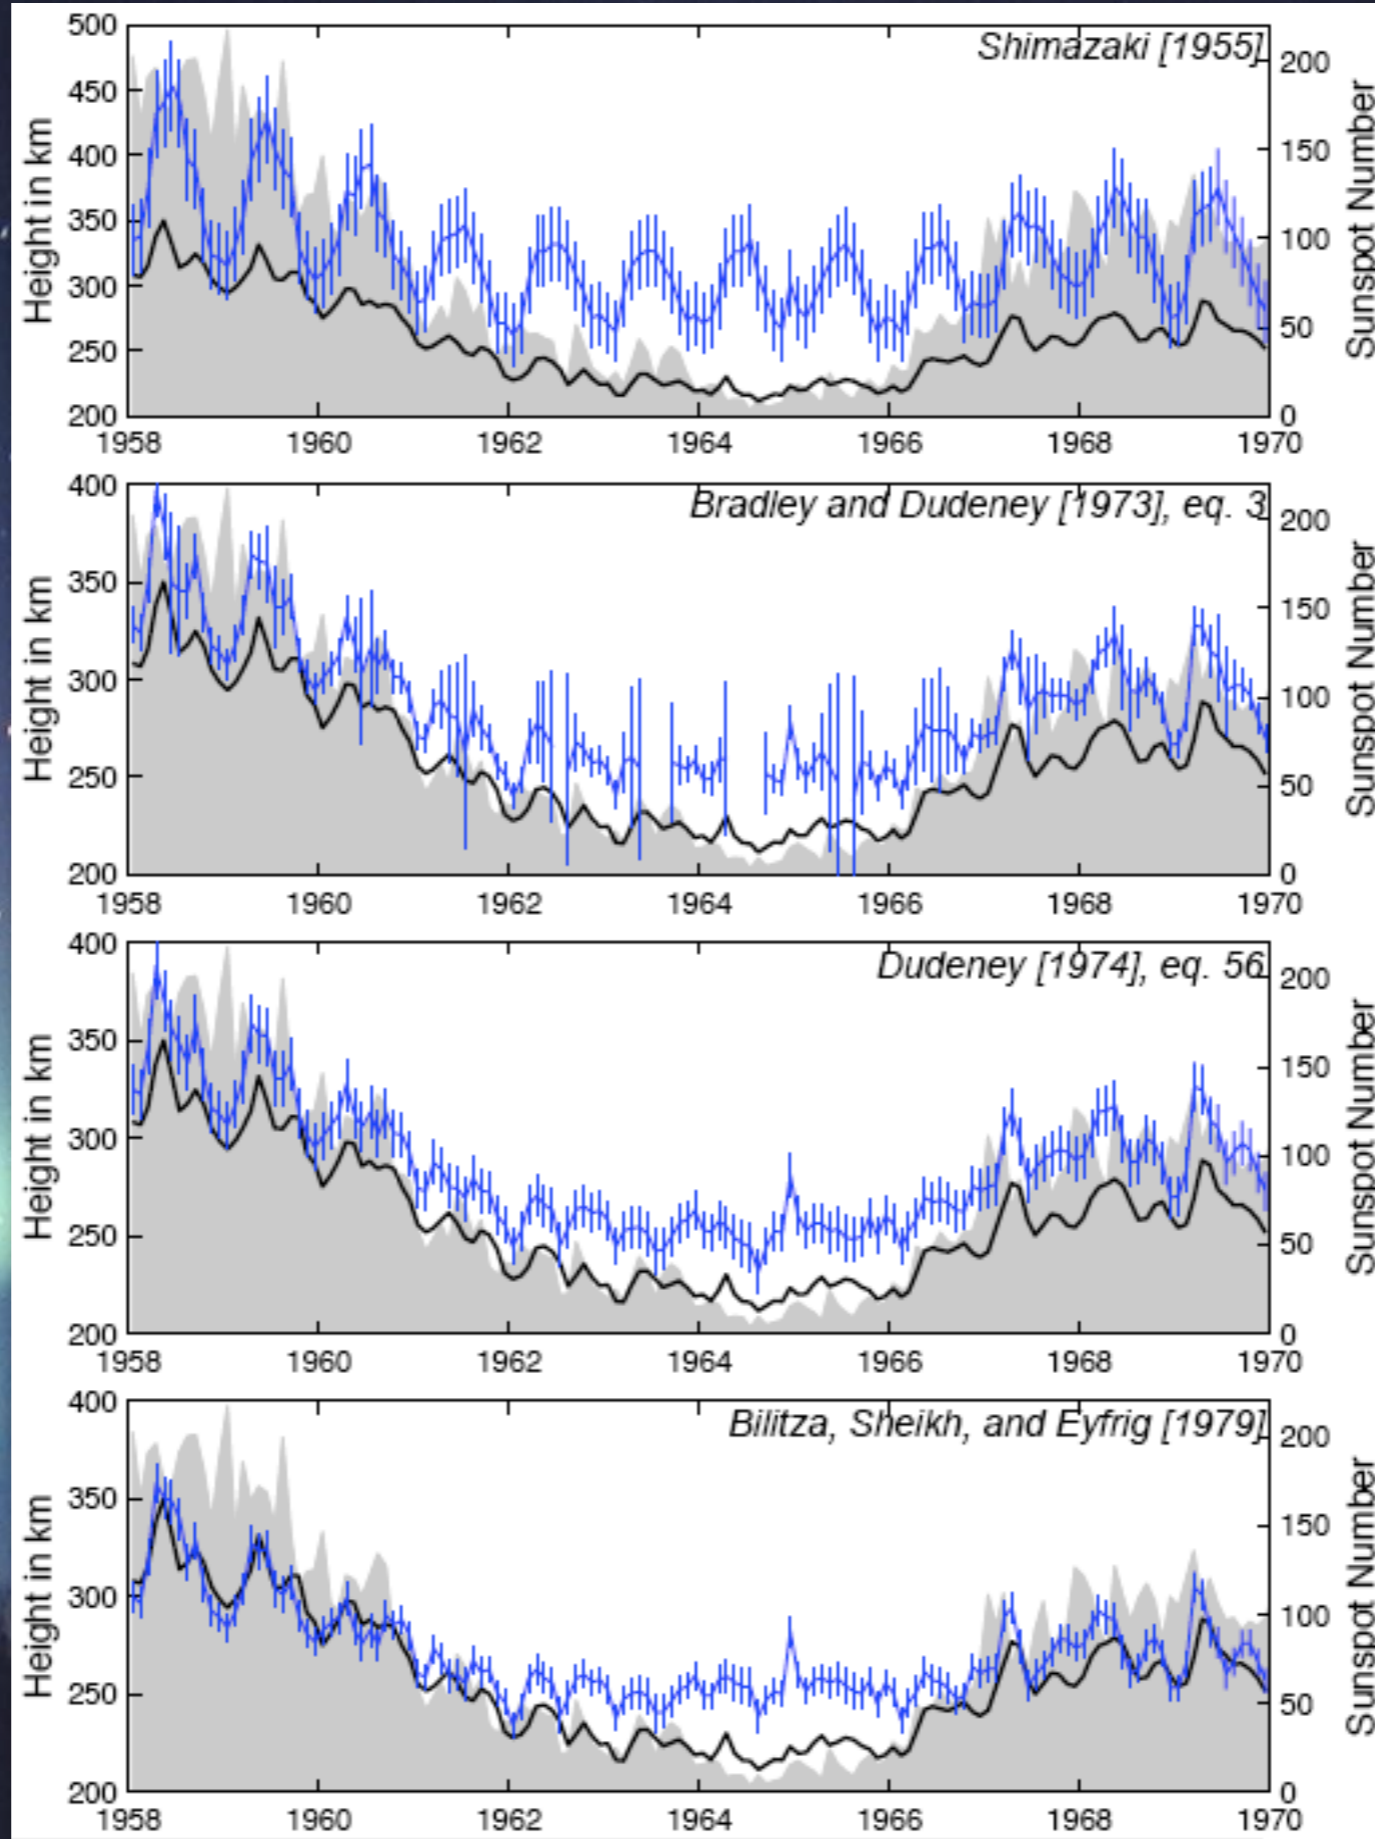 Shimazaki [1955]
Height in km
500
450
400
350
300
250
200
Sunspot Number
200
150
100
50
0
1958 1960 1962 1964 1966 1968 1970
Bradley and Dudeney [1973], eq. 3
Height in km
400
350
300
250
200
Sunspot Number
200
150
100
50
0
1958 1960 1962 1964 1966 1968 1970
Dudeney [1974], eq. 56
Height in km
400
350
300
250
200
Sunspot Number
200
150
100
50
0
1958 1960 1962 1964 1966 1968 1970
Bilitza, Sheikh, and Eyfrig [1979]
Height in km
400
350
300
250
200
Sunspot Number
200
150
100
50
0
1958 1960 1962 1964 1966 1968 1970